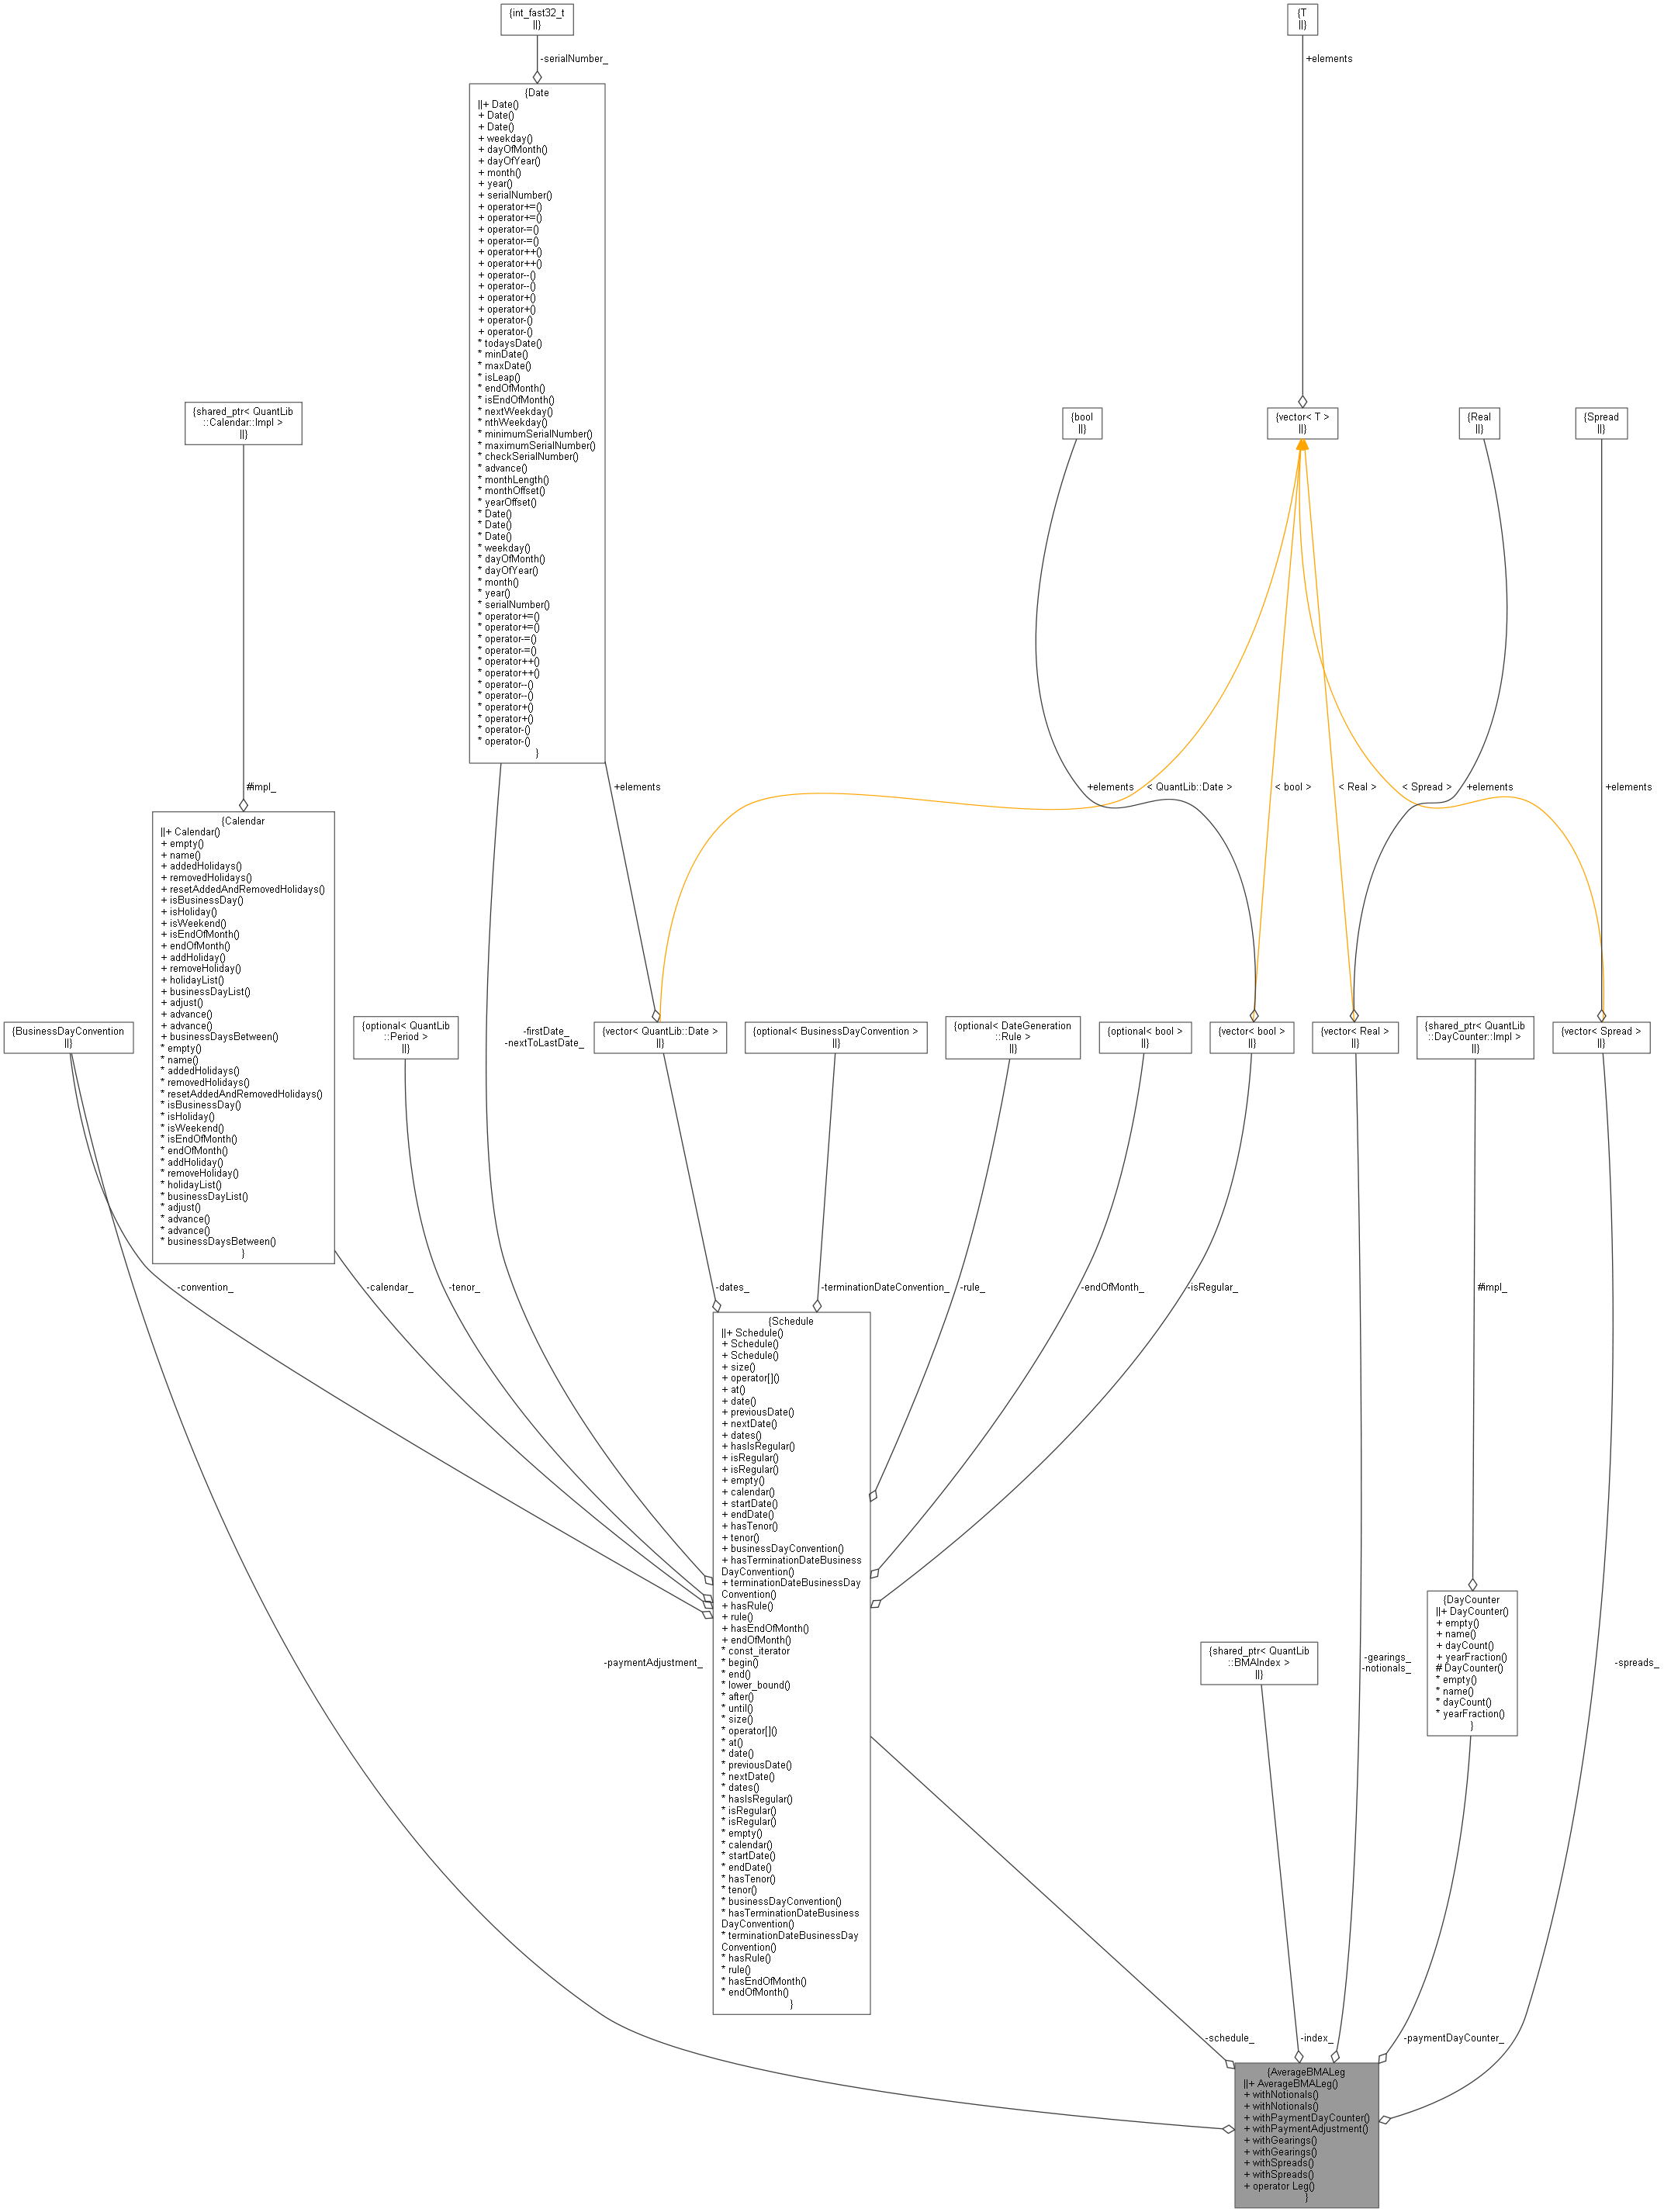 {int_fast32_t
||}
{T
||}
-serialNumber_
+elements
{Date
||+ Date()
+ Date()
+ Date()
+ weekday()
+ dayOfMonth()
+ dayOfYear()
+ month()
+ year()
+ serialNumber()
+ operator+=()
+ operator+=()
+ operator-=()
+ operator-=()
+ operator++()
+ operator++()
+ operator--()
+ operator--()
+ operator+()
+ operator+()
+ operator-()
+ operator-()
* todaysDate()
* minDate()
* maxDate()
* isLeap()
* endOfMonth()
* isEndOfMonth()
* nextWeekday()
* nthWeekday()
* minimumSerialNumber()
* maximumSerialNumber()
* checkSerialNumber()
* advance()
* monthLength()
* monthOffset()
* yearOffset()
* Date()
* Date()
* Date()
* weekday()
* dayOfMonth()
* dayOfYear()
* month()
* year()
* serialNumber()
* operator+=()
* operator+=()
* operator-=()
* operator-=()
* operator++()
* operator++()
* operator--()
* operator--()
* operator+()
* operator+()
* operator-()
* operator-()
}
{shared_ptr< QuantLib
::Calendar::Impl >
||}
{bool
||}
{vector< T >
||}
{Real
||}
{Spread
||}
#impl_
+elements
+elements
< QuantLib::Date >
< bool >
< Real >
< Spread >
+elements
+elements
{Calendar
||+ Calendar()
+ empty()
+ name()
+ addedHolidays()
+ removedHolidays()
+ resetAddedAndRemovedHolidays()
+ isBusinessDay()
+ isHoliday()
+ isWeekend()
+ isEndOfMonth()
+ endOfMonth()
+ addHoliday()
+ removeHoliday()
+ holidayList()
+ businessDayList()
+ adjust()
+ advance()
+ advance()
+ businessDaysBetween()
* empty()
* name()
* addedHolidays()
* removedHolidays()
* resetAddedAndRemovedHolidays()
* isBusinessDay()
* isHoliday()
* isWeekend()
* isEndOfMonth()
* endOfMonth()
* addHoliday()
* removeHoliday()
* holidayList()
* businessDayList()
* adjust()
* advance()
* advance()
* businessDaysBetween()
}
{BusinessDayConvention
||}
{optional< QuantLib
::Period >
||}
-firstDate_
-nextToLastDate_
{vector< QuantLib::Date >
||}
{optional< BusinessDayConvention >
||}
{optional< DateGeneration
::Rule >
||}
{optional< bool >
||}
{vector< bool >
||}
{vector< Real >
||}
{shared_ptr< QuantLib
::DayCounter::Impl >
||}
{vector< Spread >
||}
-convention_
-calendar_
-tenor_
-dates_
-terminationDateConvention_
-rule_
-endOfMonth_
-isRegular_
#impl_
{Schedule
||+ Schedule()
+ Schedule()
+ Schedule()
+ size()
+ operator[]()
+ at()
+ date()
+ previousDate()
+ nextDate()
+ dates()
+ hasIsRegular()
+ isRegular()
+ isRegular()
+ empty()
+ calendar()
+ startDate()
+ endDate()
+ hasTenor()
+ tenor()
+ businessDayConvention()
+ hasTerminationDateBusiness
DayConvention()
+ terminationDateBusinessDay
Convention()
+ hasRule()
+ rule()
+ hasEndOfMonth()
+ endOfMonth()
* const_iterator
* begin()
* end()
* lower_bound()
* after()
* until()
* size()
* operator[]()
* at()
* date()
* previousDate()
* nextDate()
* dates()
* hasIsRegular()
* isRegular()
* isRegular()
* empty()
* calendar()
* startDate()
* endDate()
* hasTenor()
* tenor()
* businessDayConvention()
* hasTerminationDateBusiness
DayConvention()
* terminationDateBusinessDay
Convention()
* hasRule()
* rule()
* hasEndOfMonth()
* endOfMonth()
}
{DayCounter
||+ DayCounter()
+ empty()
+ name()
+ dayCount()
+ yearFraction()
# DayCounter()
* empty()
* name()
* dayCount()
* yearFraction()
}
-paymentAdjustment_
{shared_ptr< QuantLib
::BMAIndex >
||}
-gearings_
-notionals_
-spreads_
-schedule_
-index_
-paymentDayCounter_
{AverageBMALeg
||+ AverageBMALeg()
+ withNotionals()
+ withNotionals()
+ withPaymentDayCounter()
+ withPaymentAdjustment()
+ withGearings()
+ withGearings()
+ withSpreads()
+ withSpreads()
+ operator Leg()
}